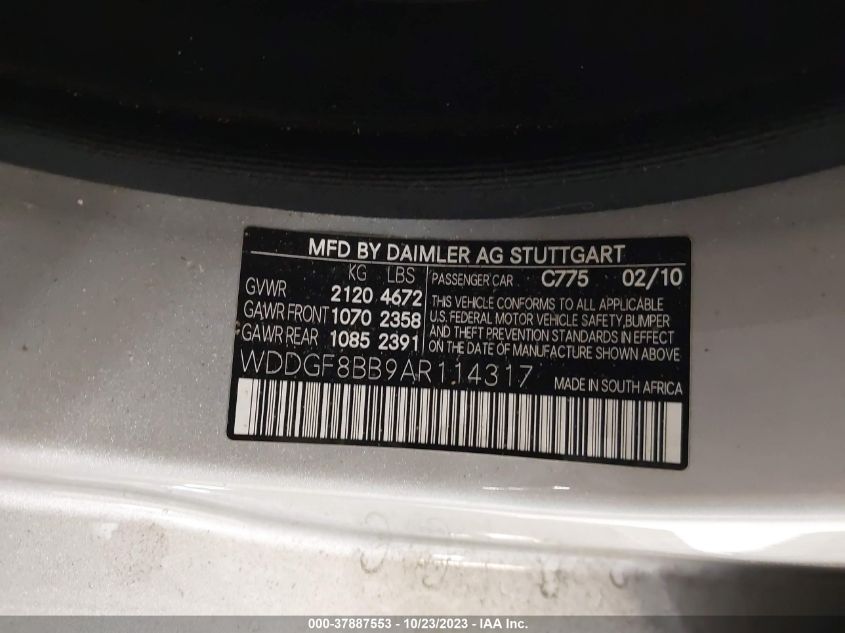 MFD BY DAIMLER AG STUTTGART
KG LBS
GVWR 2120 4672
GAWR FRONT 1070 2358
GAWR REAR 1085 2391
PASSENGER CAR C775 02/10
THIS VEHICLE CONFORMS TO ALL APPLICABLE
U.S. FEDERAL MOTOR VEHICLE SAFETY, BUMPER
AND THEFT PREVENTION STANDARDS IN EFFECT
ON THE DATE OF MANUFACTURE SHOWN ABOVE
WDDGF8BB9AR114317
MADE IN SOUTH AFRICA
000-37887553 - 10/23/2023 - IAA Inc.